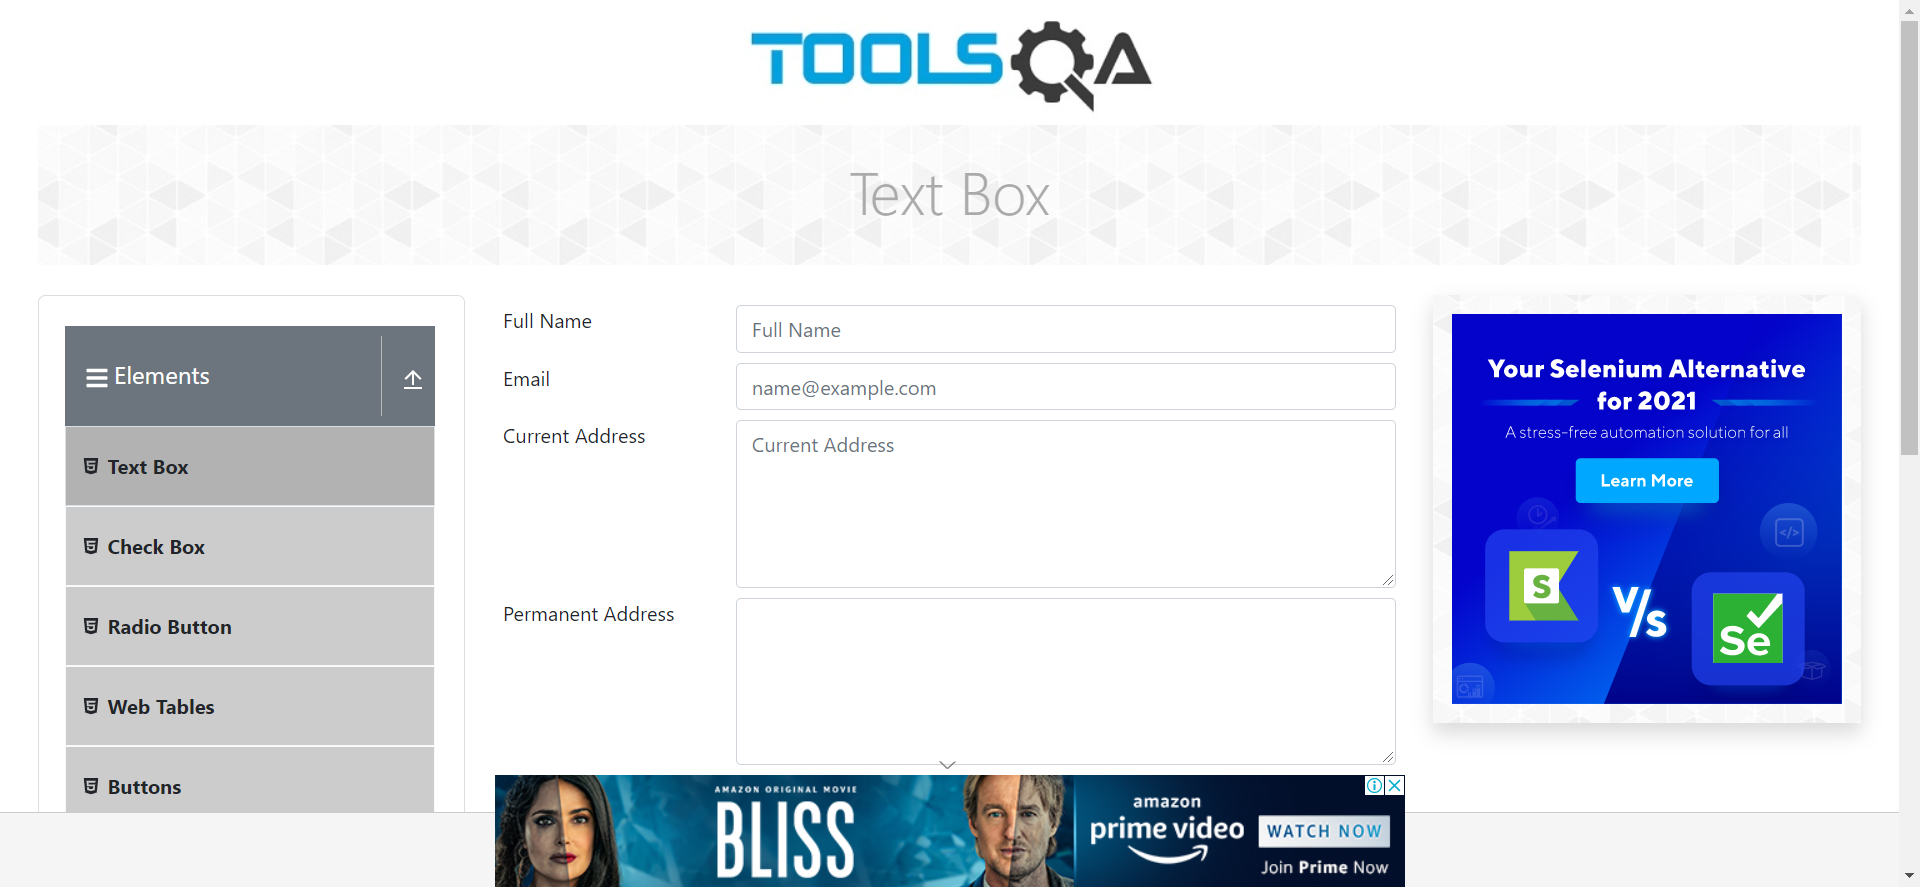 TOOLSQA
Text Box
Elements
Text Box
Check Box
Radio Button
Web Tables
Buttons
Full Name
Full Name
Email
name@example.com
Current Address
Current Address
Permanent Address
Your Selenium Alternative
for 2021
A stress-free automation solution for all
Learn More
S
V/s
Se
AMAZON ORIGINAL MOVIE
BLISS
amazon
prime video
WATCH NOW
Join Prime Now